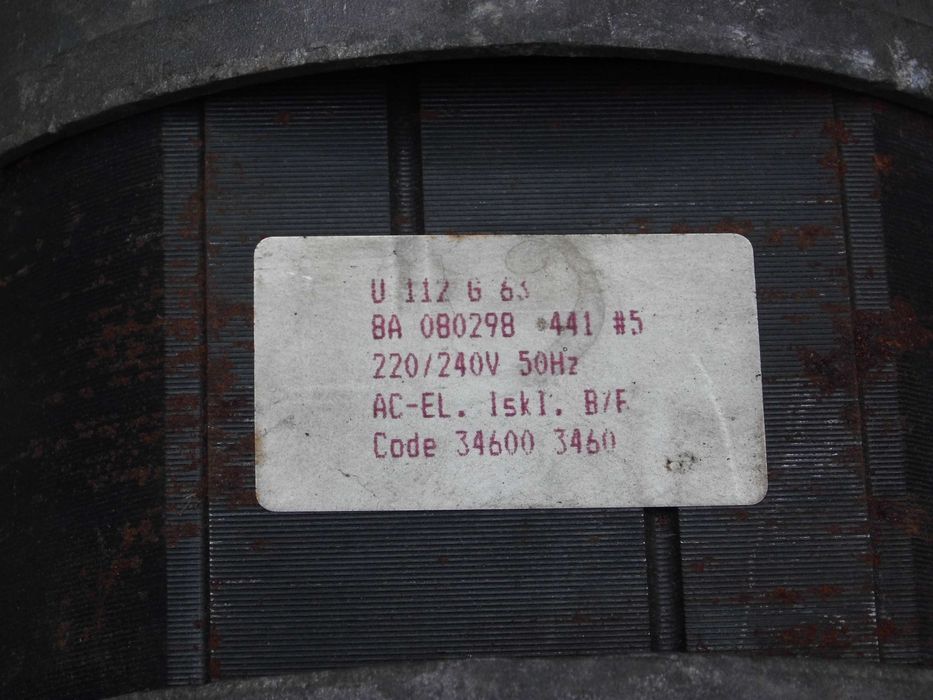 U 112 G 63
8A 080298 441 #5
220/240V 50Hz
AC-EL. Iskl. B/F
Code 34600 3460